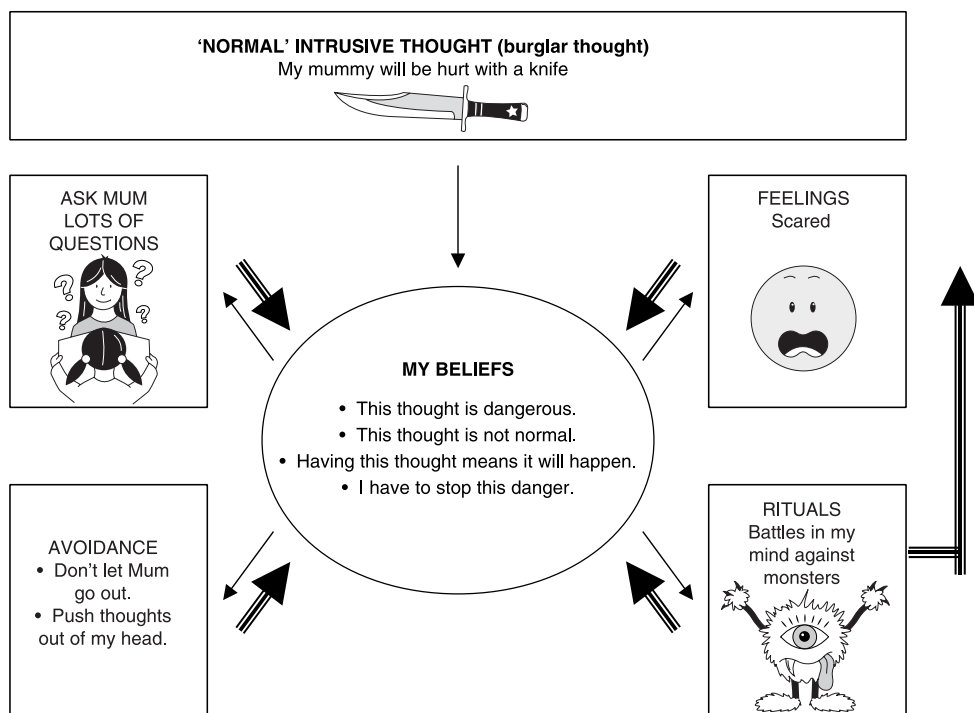 ‘NORMAL’ INTRUSIVE THOUGHT (burglar thought)
My mummy will be hurt with a knife
ASK MUM
LOTS OF
QUESTIONS
? ? ? ?
FEELINGS
Scared
MY BELIEFS
• This thought is dangerous.
• This thought is not normal.
• Having this thought means it will happen.
• I have to stop this danger.
AVOIDANCE
• Don’t let Mum
go out.
• Push thoughts
out of my head.
RITUALS
Battles in my
mind against
monsters